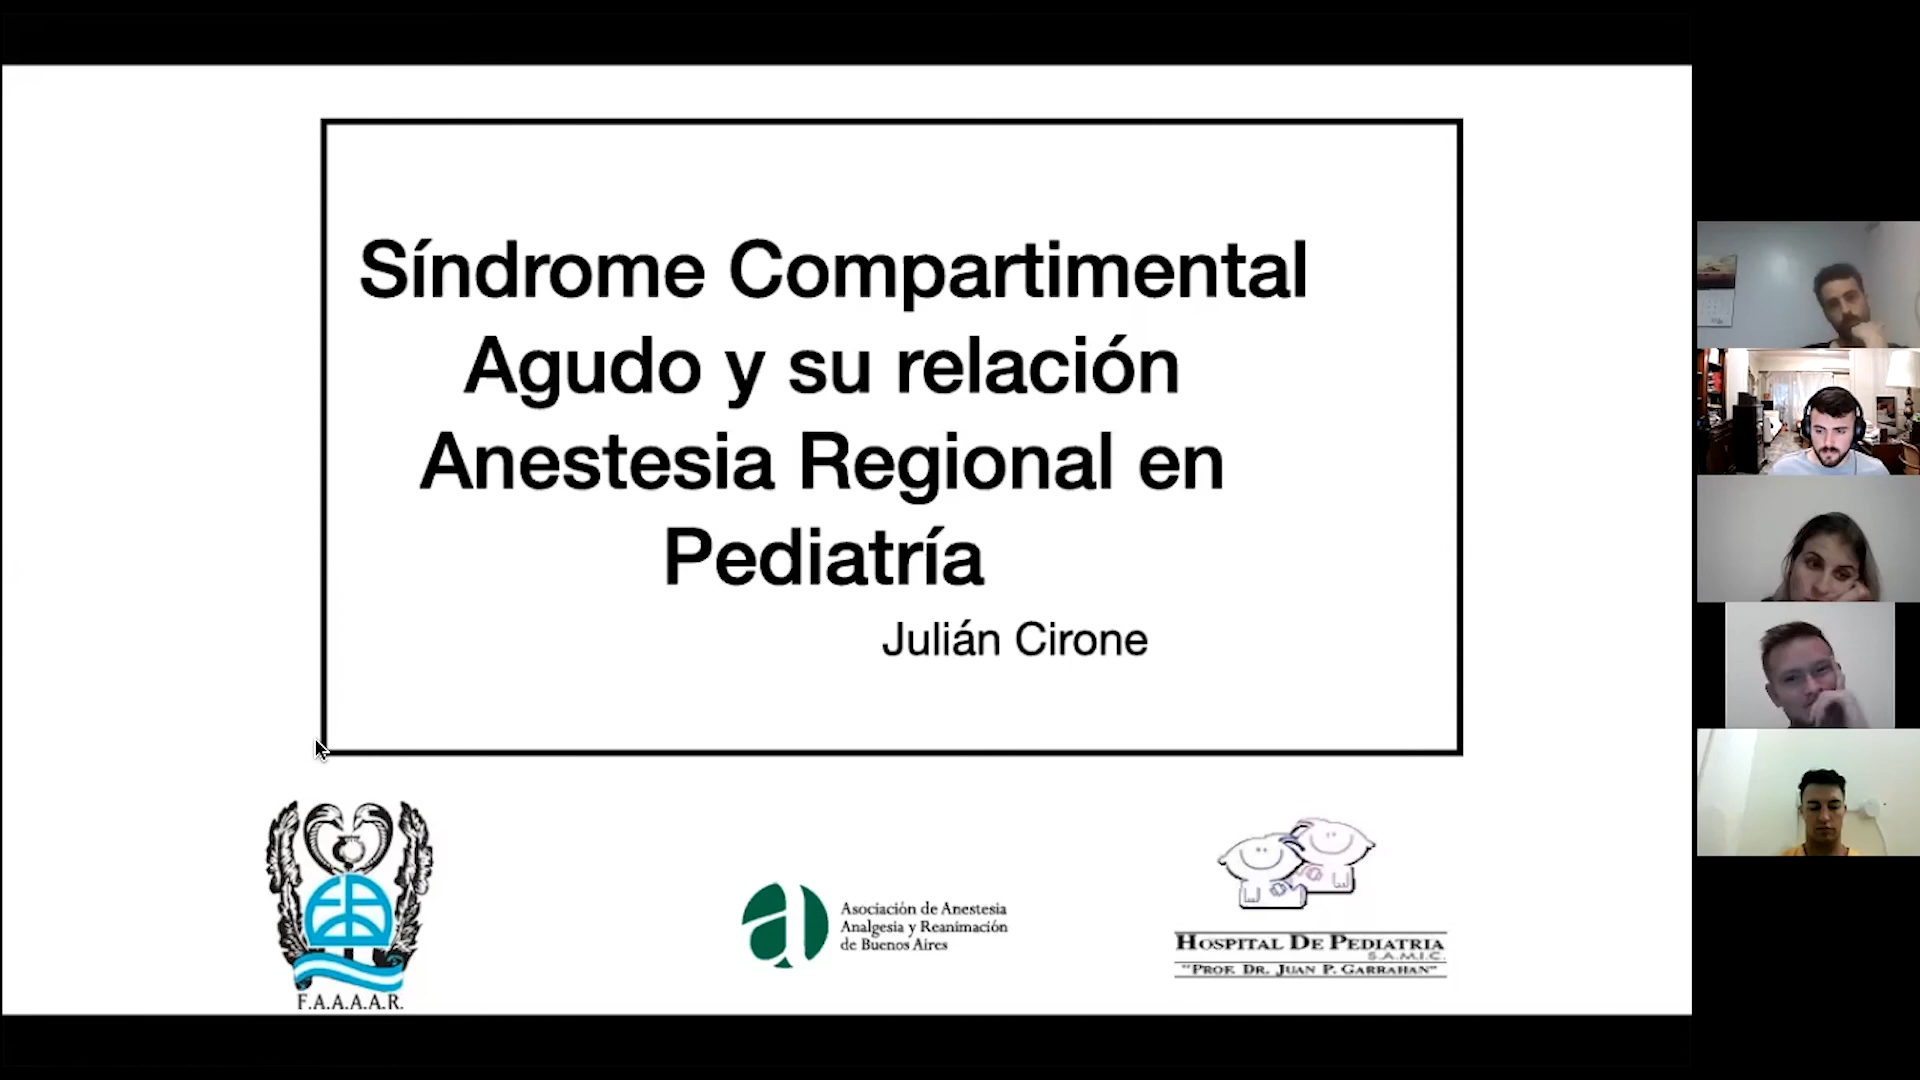 Síndrome Compartimental
Agudo y su relación
Anestesia Regional en
Pediatría
Julián Cirone
F.A.A.A.A.R.
Asociación de Anestesia
Analgesia y Reanimación
de Buenos Aires
HOSPITAL DE PEDIATRIA
S.A.M.I.C.
"PROF. DR. JUAN P. GARRAHAN"